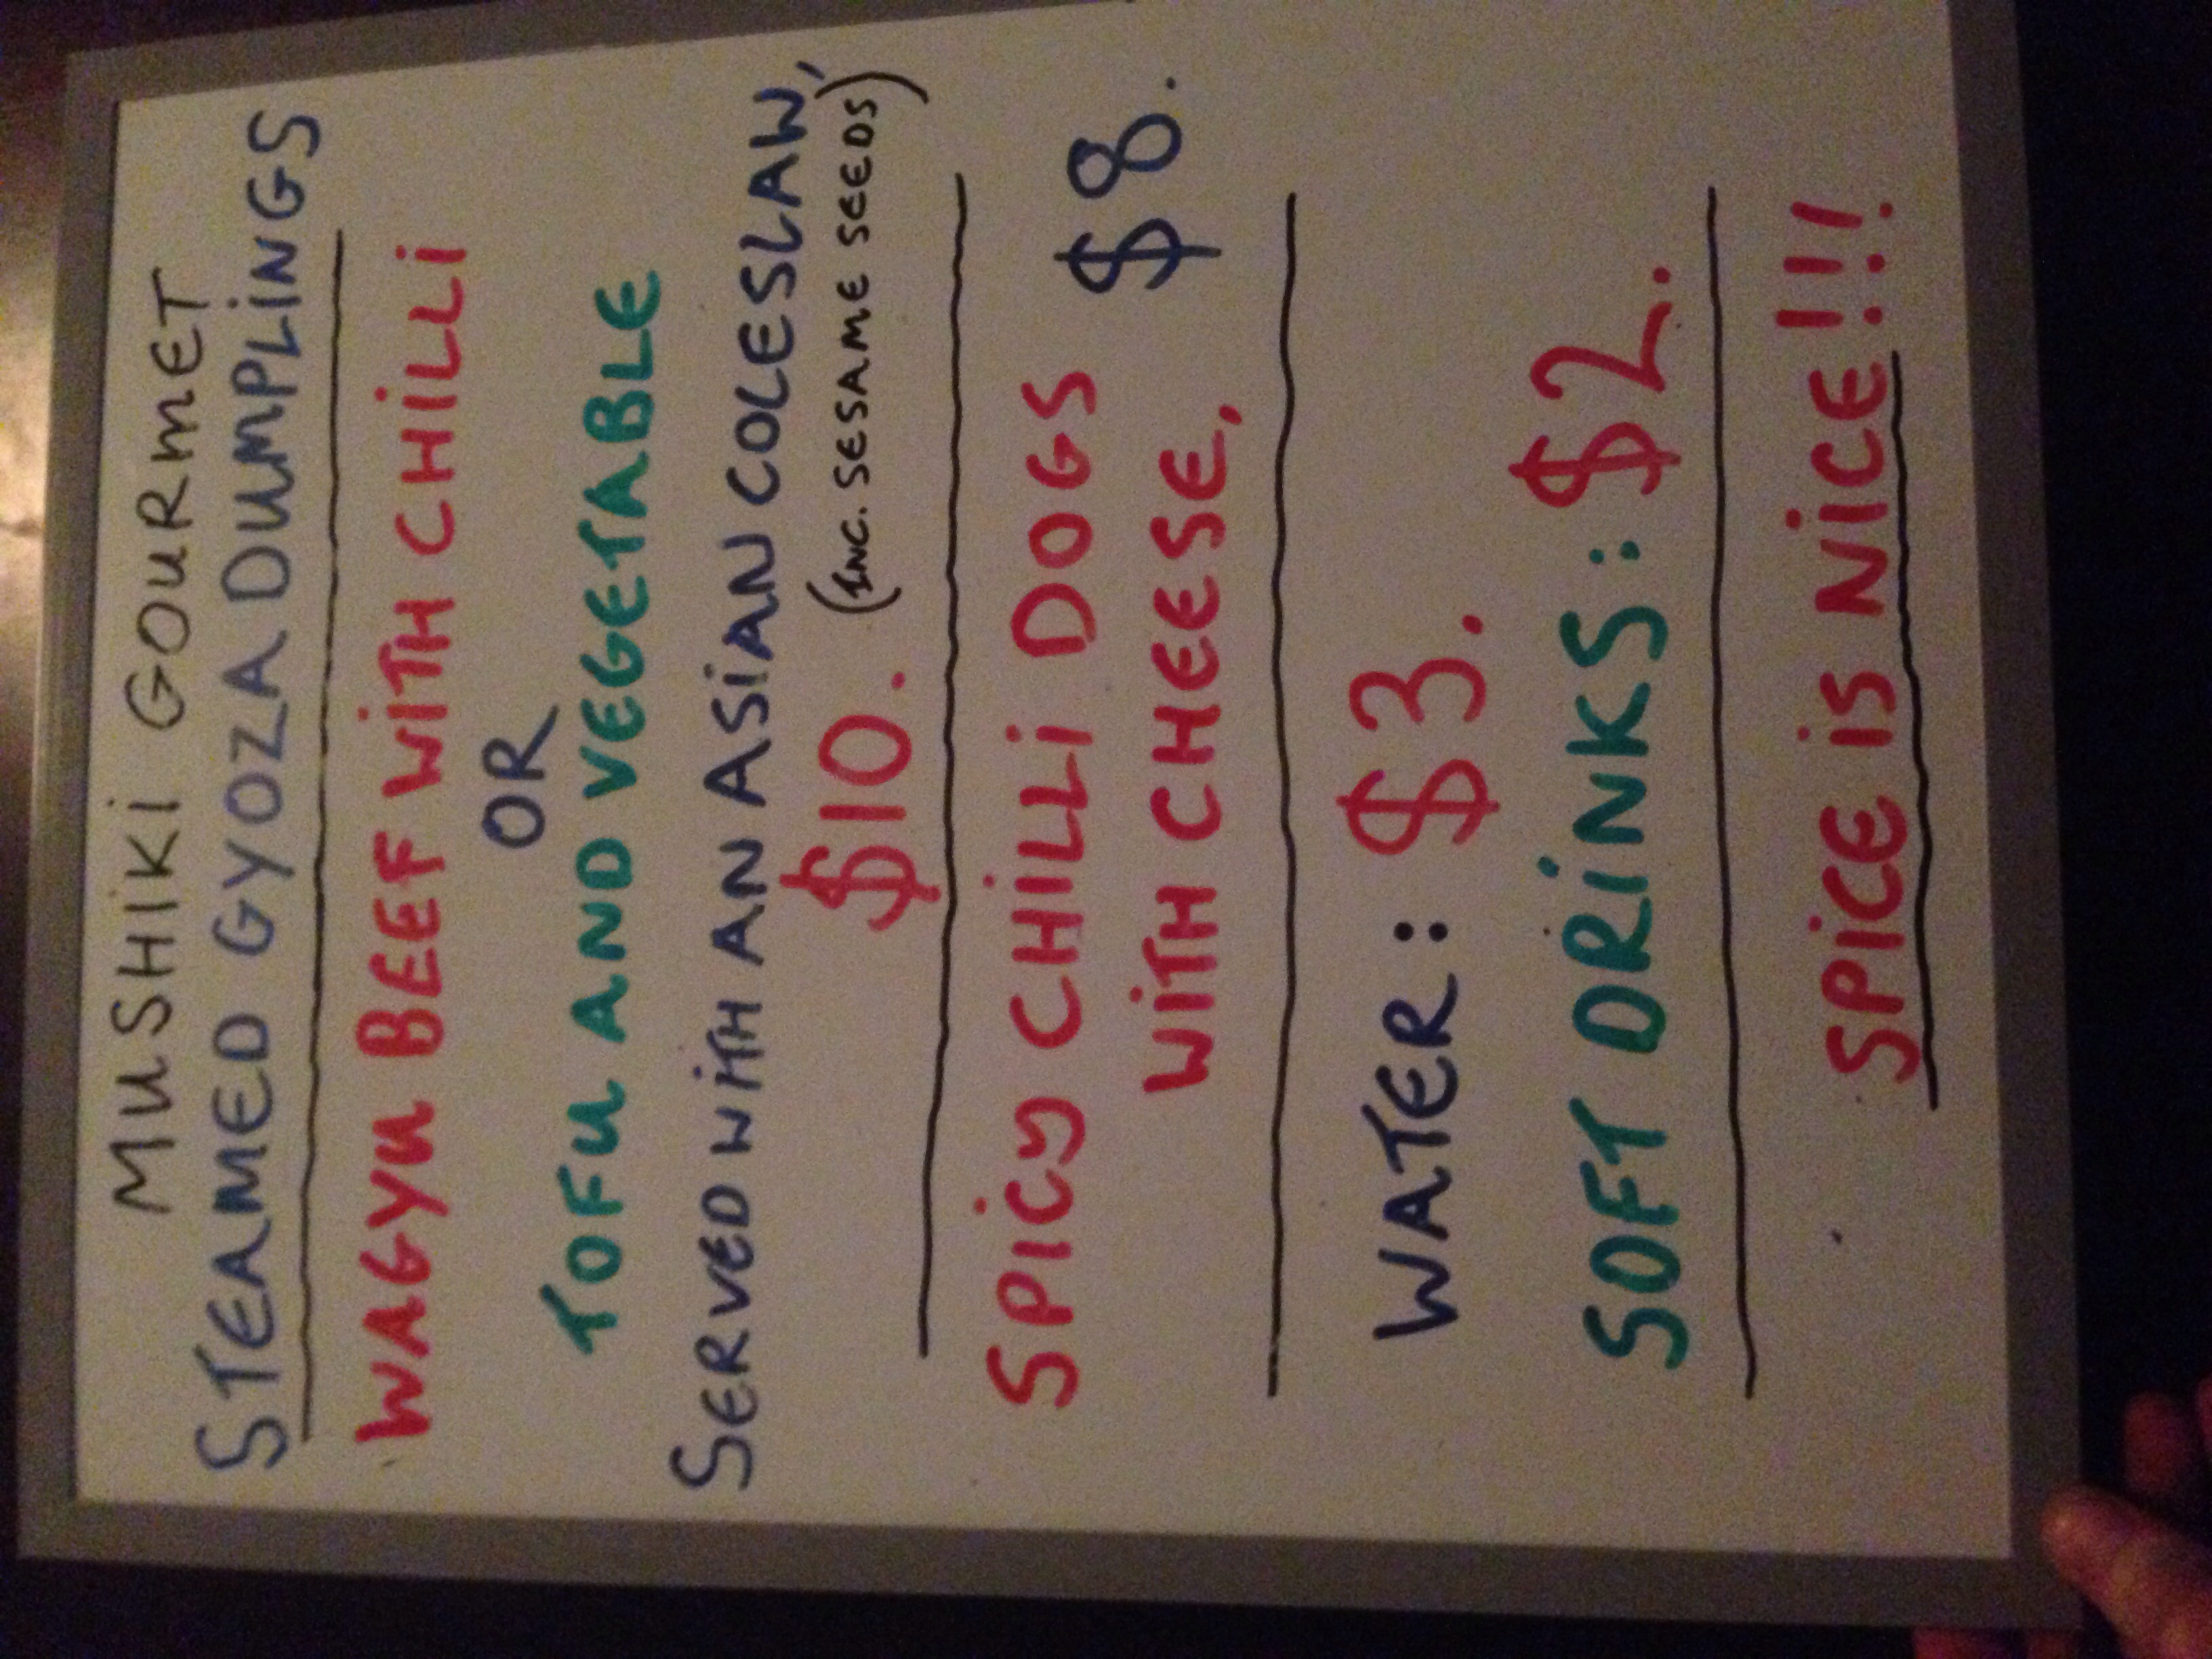 MUSHIKI GOURMET
STEAMED GYOZA DUMPLINGS
WAGYU BEEF WITH CHILLI
OR
TOFU AND VEGETABLE
SERVED WITH AN ASIAN COLESLAW,
$10. (INC. SESAME SEEDS)
SPICY CHILLI DOGS
WITH CHEESE. $8.
WATER: $3.
SOFT DRINKS: $2.
SPICE IS NICE!!!